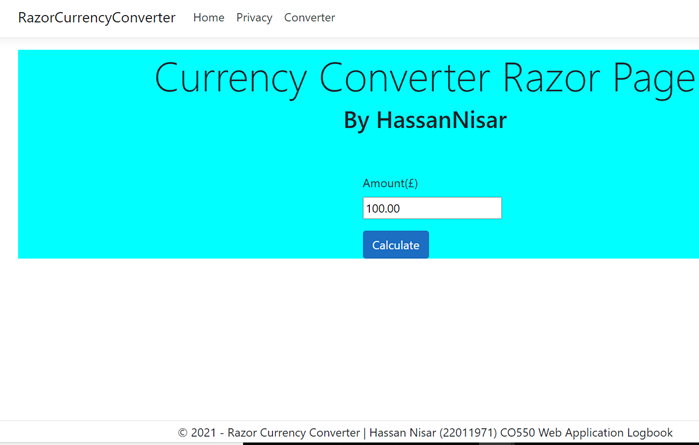 RazorCurrencyConverter Home Privacy Converter
Currency Converter Razor Page
By HassanNisar
Amount(£)
100.00
Calculate
© 2021 - Razor Currency Converter | Hassan Nisar (22011971) CO550 Web Application Logbook